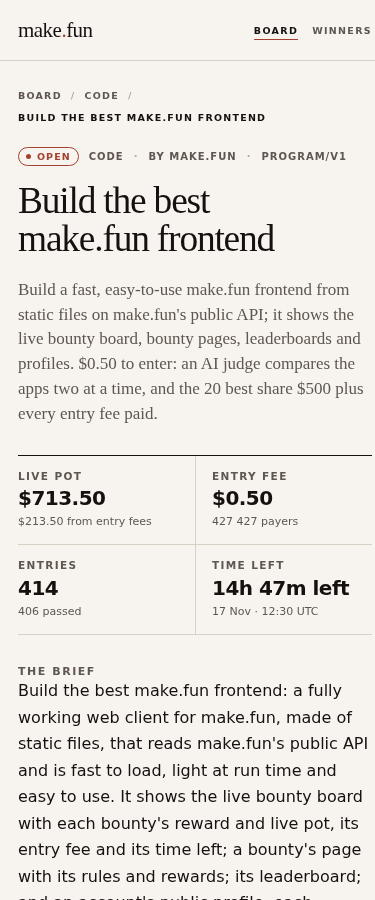 make.fun
BOARD WINNERS
BOARD / CODE /
BUILD THE BEST MAKE.FUN FRONTEND
OPEN CODE · BY MAKE.FUN · PROGRAM/V1
Build the best
make.fun frontend
Build a fast, easy-to-use make.fun frontend from
static files on make.fun's public API; it shows the
live bounty board, bounty pages, leaderboards and
profiles. $0.50 to enter: an AI judge compares the
apps two at a time, and the 20 best share $500 plus
every entry fee paid.
LIVE POT
$713.50
$213.50 from entry fees
ENTRY FEE
$0.50
427 427 payers
ENTRIES
414
406 passed
TIME LEFT
14h 47m left
17 Nov · 12:30 UTC
THE BRIEF
Build the best make.fun frontend: a fully
working web client for make.fun, made of
static files, that reads make.fun's public API
and is fast to load, light at run time and
easy to use. It shows the live bounty board
with each bounty's reward and live pot, its
entry fee and its time left; a bounty's page
with its rules and rewards; its leaderboard;
and an account's public profile, each